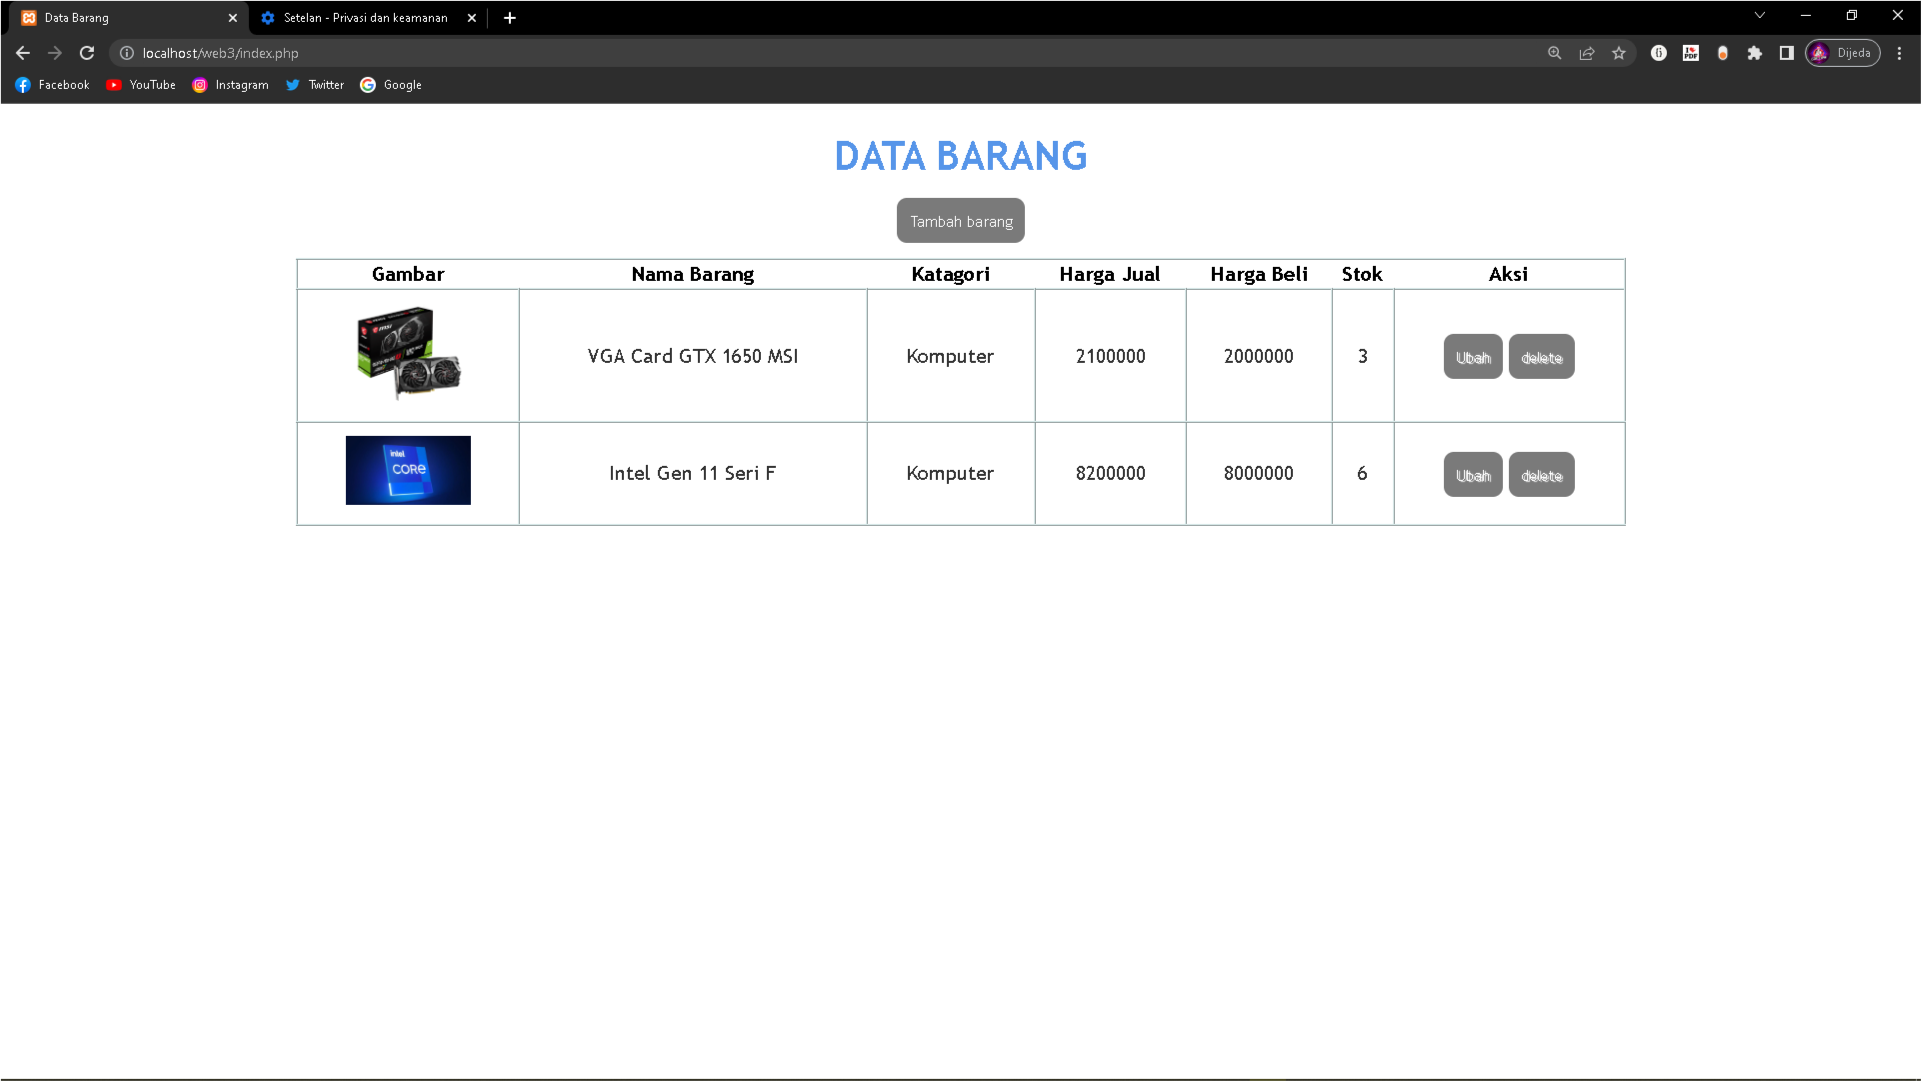 Data Barang
Setelan - Privasi dan keamanan
localhost/web3/index.php
Dijeda
Facebook YouTube Instagram Twitter Google
DATA BARANG
Tambah barang
Gambar Nama Barang Katagori Harga Jual Harga Beli Stok Aksi
msi
VGA Card GTX 1650 MSI Komputer 2100000 2000000 3 Ubah delete
intel
CORE
Intel Gen 11 Seri F Komputer 8200000 8000000 6 Ubah delete